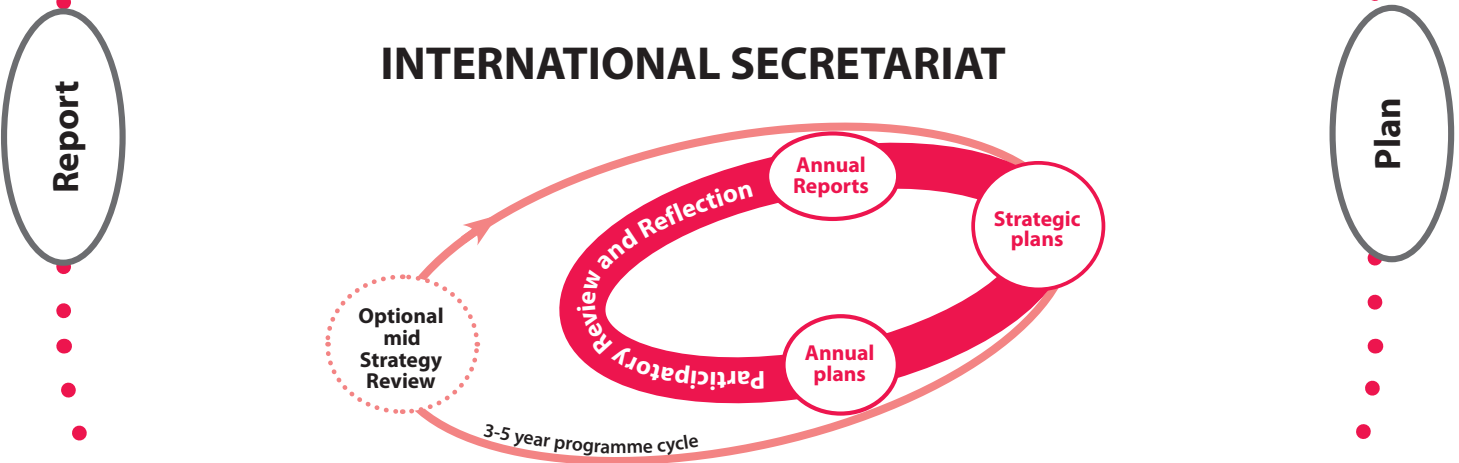 INTERNATIONAL SECRETARIAT
Report
Plan
Annual
Reports
Strategic
plans
Participatory Review and Reflection
Optional
mid
Strategy
Review
Annual
plans
3-5 year programme cycle